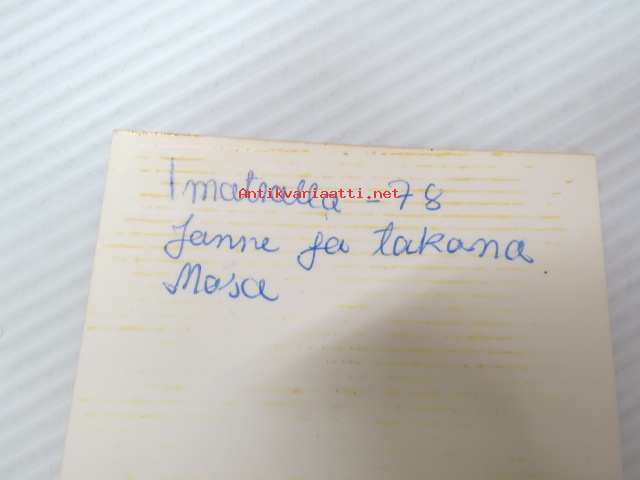 Imatralla -78
Antikvariaatti.net
Janne ja takana
Masa